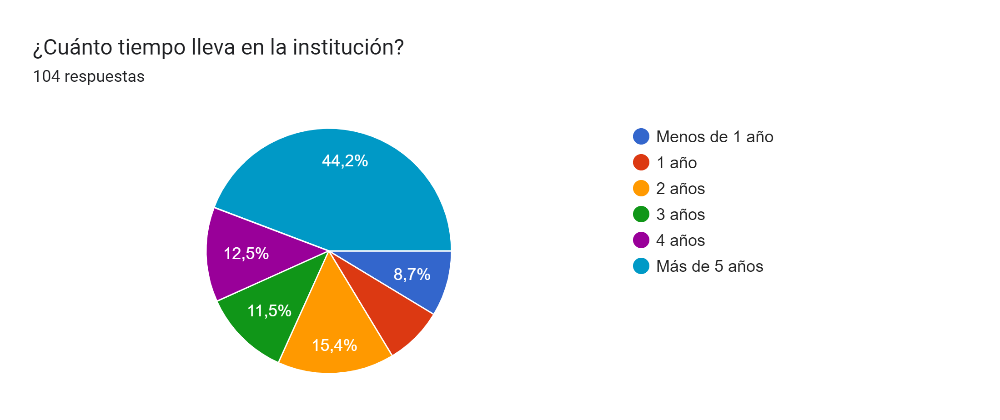 ¿Cuánto tiempo lleva en la institución?
104 respuestas
44,2%
12,5%
8,7%
11,5%
15,4%
Menos de 1 año
1 año
2 años
3 años
4 años
Más de 5 años